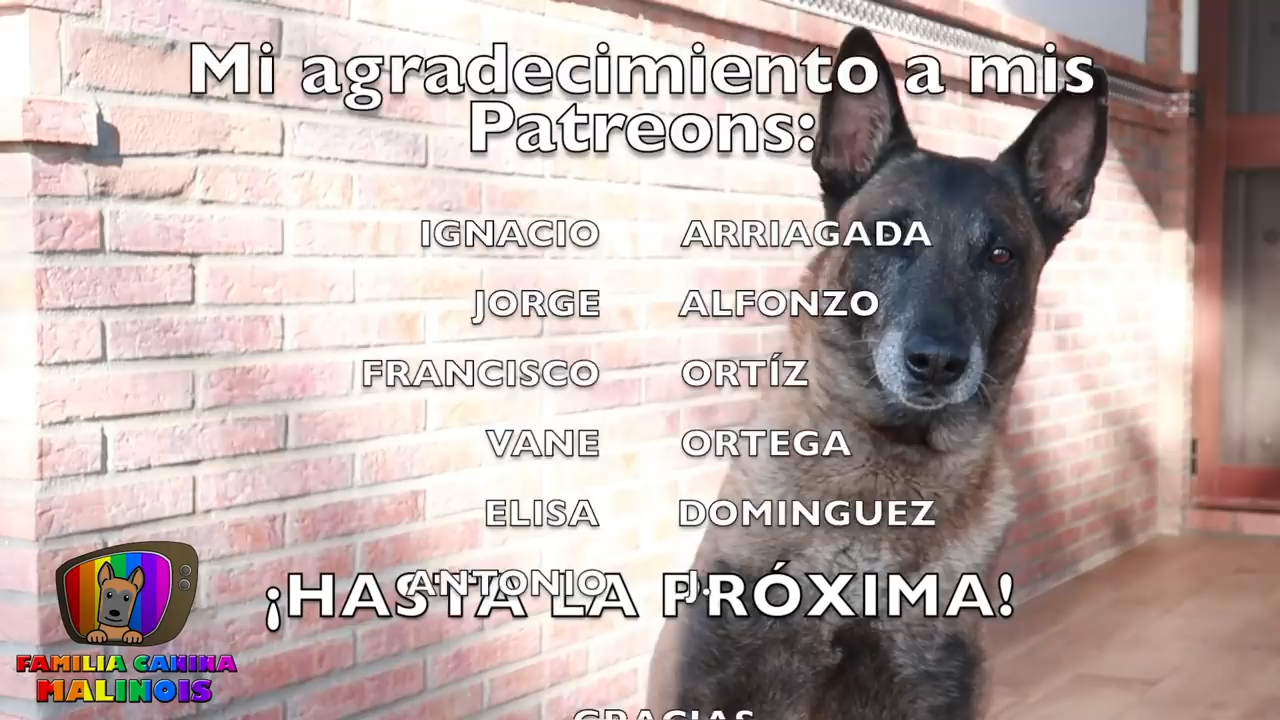 Mi agradecimiento a mis
Patreons:
IGNACIO ARRIAGADA
JORGE ALFONZO
FRANCISCO ORTÍZ
VANE ORTEGA
ELISA DOMINGUEZ
ANTONIO J.
¡HASTA LA PRÓXIMA!
FAMILIA CANINA
MALINOIS
GRACIAS